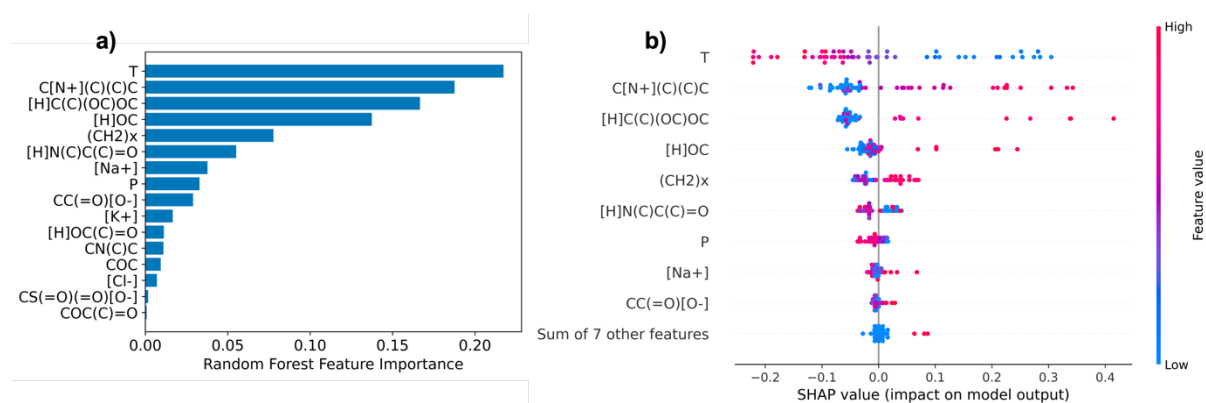 a)
T
C[N+](C)(C)C
[H]C(C)(OC)OC
[H]OC
(CH2)x
[H]N(C)C(C)=O
[Na+]
P
CC(=O)[O-]
[K+]
[H]OC(C)=O
CN(C)C
COC
[Cl-]
CS(=O)(=O)[O-]
COC(C)=O
0.00 0.05 0.10 0.15 0.20
Random Forest Feature Importance
b)
T
C[N+](C)(C)C
[H]C(C)(OC)OC
[H]OC
(CH2)x
[H]N(C)C(C)=O
P
[Na+]
CC(=O)[O-]
Sum of 7 other features
−0.2 −0.1 0.0 0.1 0.2 0.3 0.4
SHAP value (impact on model output)
High
Feature value
Low